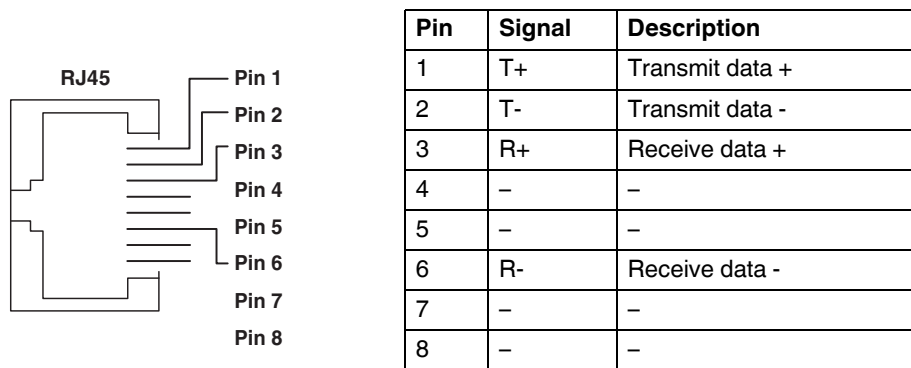 RJ45
Pin 1
Pin 2
Pin 3
Pin 4
Pin 5
Pin 6
Pin 7
Pin 8
Pin Signal Description
1 T+ Transmit data +
2 T- Transmit data -
3 R+ Receive data +
4 – –
5 – –
6 R- Receive data -
7 – –
8 – –